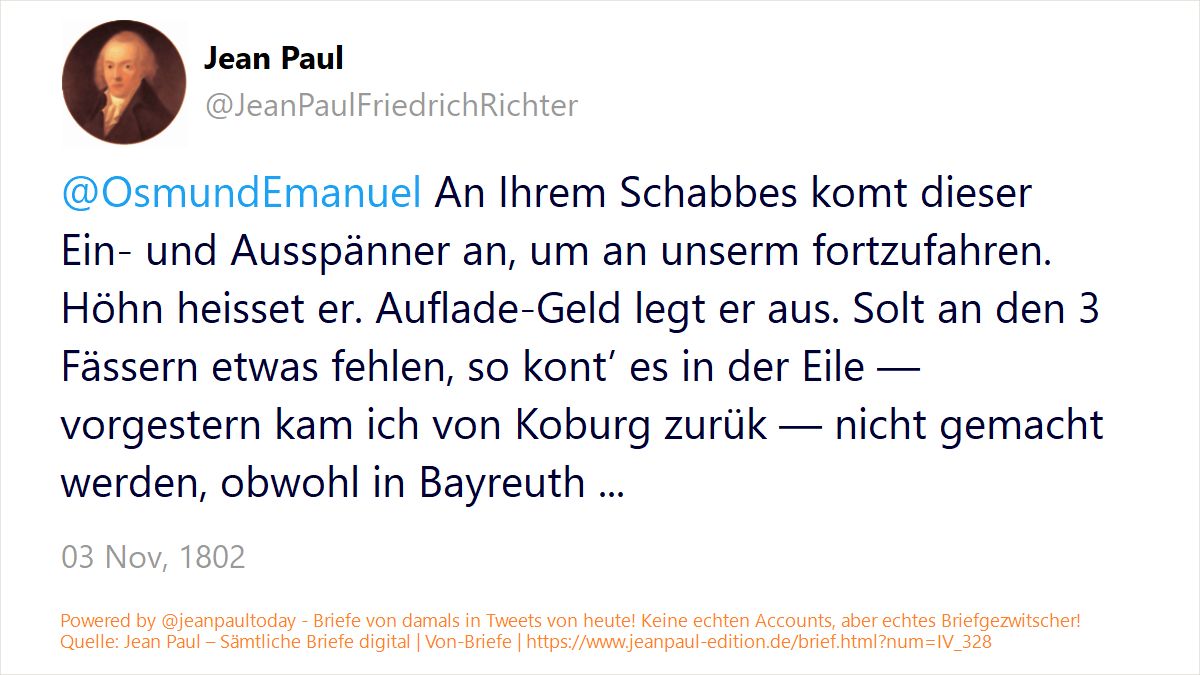 Jean Paul
@JeanPaulFriedrichRichter
@OsmundEmanuel An Ihrem Schabbes komt dieser
Ein- und Ausspänner an, um an unserm fortzufahren.
Höhn heisset er. Auflade-Geld legt er aus. Solt an den 3
Fässern etwas fehlen, so kont’ es in der Eile —
vorgestern kam ich von Koburg zurük — nicht gemacht
werden, obwohl in Bayreuth ...
03 Nov, 1802
Powered by @jeanpaultoday - Briefe von damals in Tweets von heute! Keine echten Accounts, aber echtes Briefgezwitscher!
Quelle: Jean Paul – Sämtliche Briefe digital | Von-Briefe | https://www.jeanpaul-edition.de/brief.html?num=IV_328